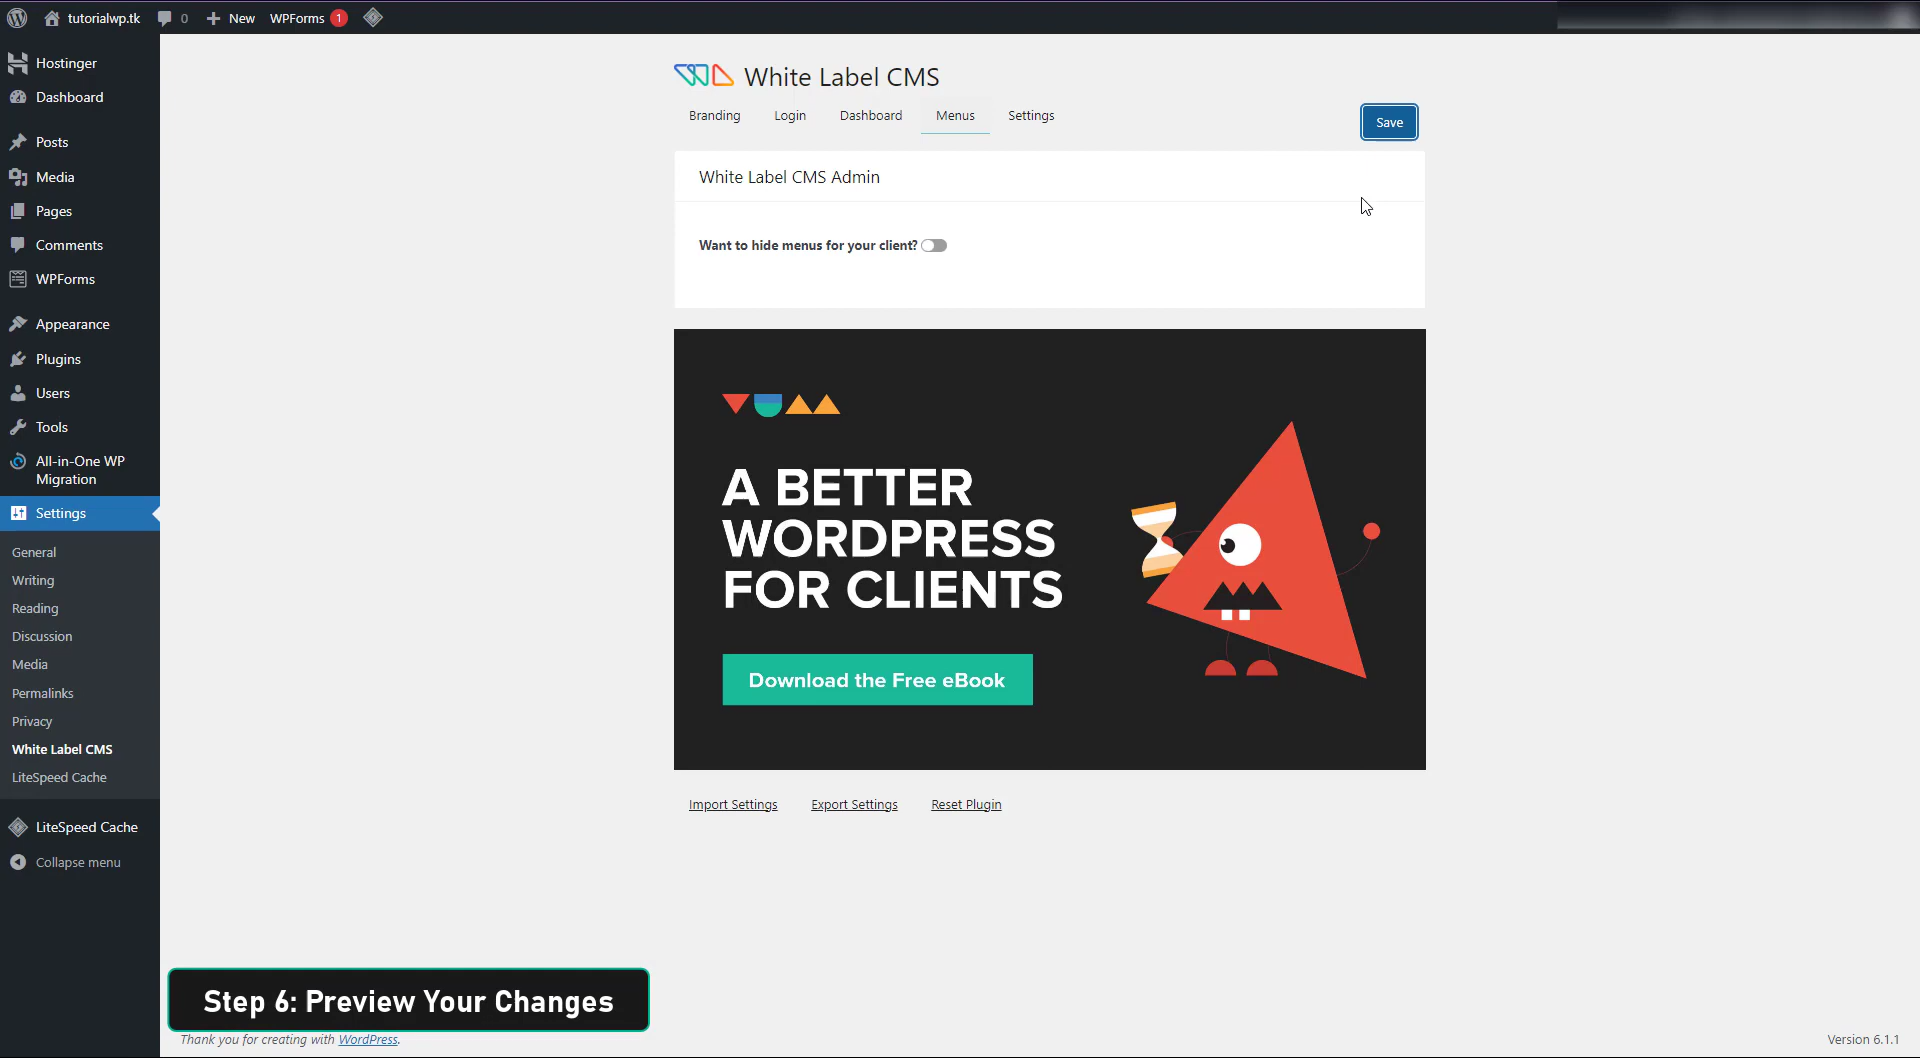 tutorialwp.tk
0
New
WPForms 1
Hostinger
Dashboard
Posts
Media
Pages
Comments
WPForms
Appearance
Plugins
Users
Tools
All-in-One WP
Migration
Settings
General
Writing
Reading
Discussion
Media
Permalinks
Privacy
White Label CMS
LiteSpeed Cache
LiteSpeed Cache
Collapse menu
White Label CMS
Branding
Login
Dashboard
Menus
Settings
Save
White Label CMS Admin
Want to hide menus for your client?
A BETTER
WORDPRESS
FOR CLIENTS
Download the Free eBook
Import Settings
Export Settings
Reset Plugin
Step 6: Preview Your Changes
Thank you for creating with WordPress.
Version 6.1.1